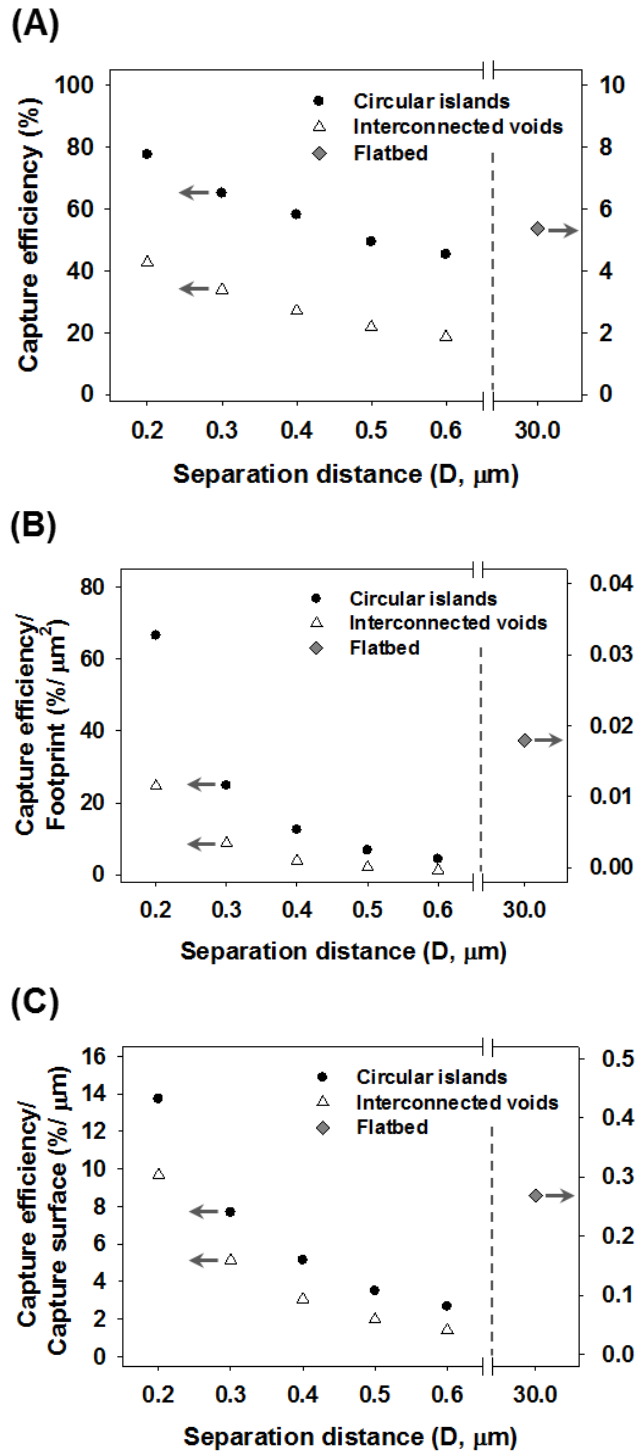 (A)
Capture efficiency (%)
100
80
60
40
20
0
Circular islands
Interconnected voids
Flatbed
10
8
6
4
2
0
0.2 0.3 0.4 0.5 0.6 30.0
Separation distance (D, μm)
(B)
Capture efficiency/
Footprint (%/ μm²)
80
60
40
20
0
Circular islands
Interconnected voids
Flatbed
0.04
0.03
0.02
0.01
0.00
0.2 0.3 0.4 0.5 0.6 30.0
Separation distance (D, μm)
(C)
Capture efficiency/
Capture surface (%/ μm)
16
14
12
10
8
6
4
2
0
Circular islands
Interconnected voids
Flatbed
0.5
0.4
0.3
0.2
0.1
0.0
0.2 0.3 0.4 0.5 0.6 30.0
Separation distance (D, μm)